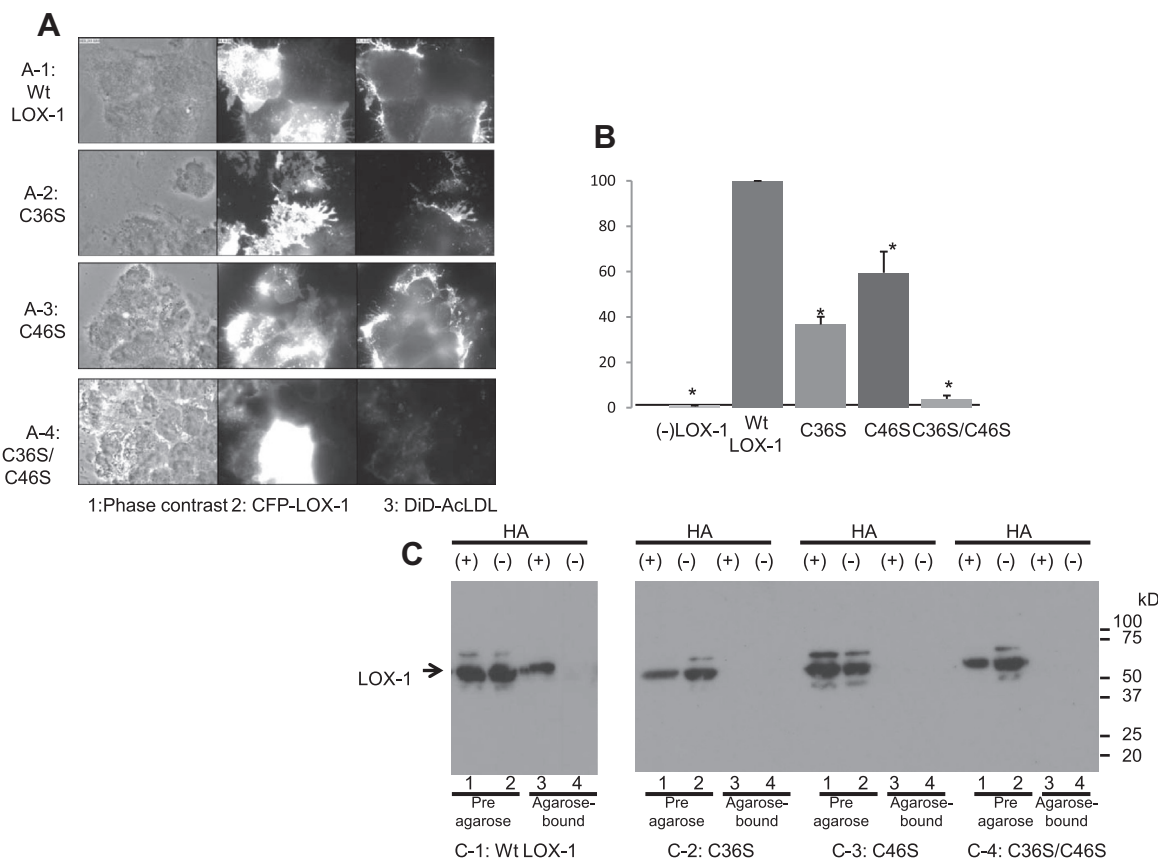 A
A-1:
Wt
LOX-1
A-2:
C36S
A-3:
C46S
A-4:
C36S/
C46S
1:Phase contrast 2: CFP-LOX-1 3: DiD-AcLDL
B
100
80
60
40
20
0
*
*
*
*
(-)LOX-1
Wt
LOX-1
C36S
C46S
C36S/C46S
C
HA HA HA HA
(+) (-) (+) (-) (+) (-) (+) (-) (+) (-) (+) (-) (+) (-) (+) (-)
kD
100
75
50
37
25
20
LOX-1
1 2 3 4 1 2 3 4 1 2 3 4 1 2 3 4
Pre agarose Agarose-bound Pre agarose Agarose-bound Pre agarose Agarose-bound Pre agarose Agarose-bound
C-1: Wt LOX-1 C-2: C36S C-3: C46S C-4: C36S/C46S